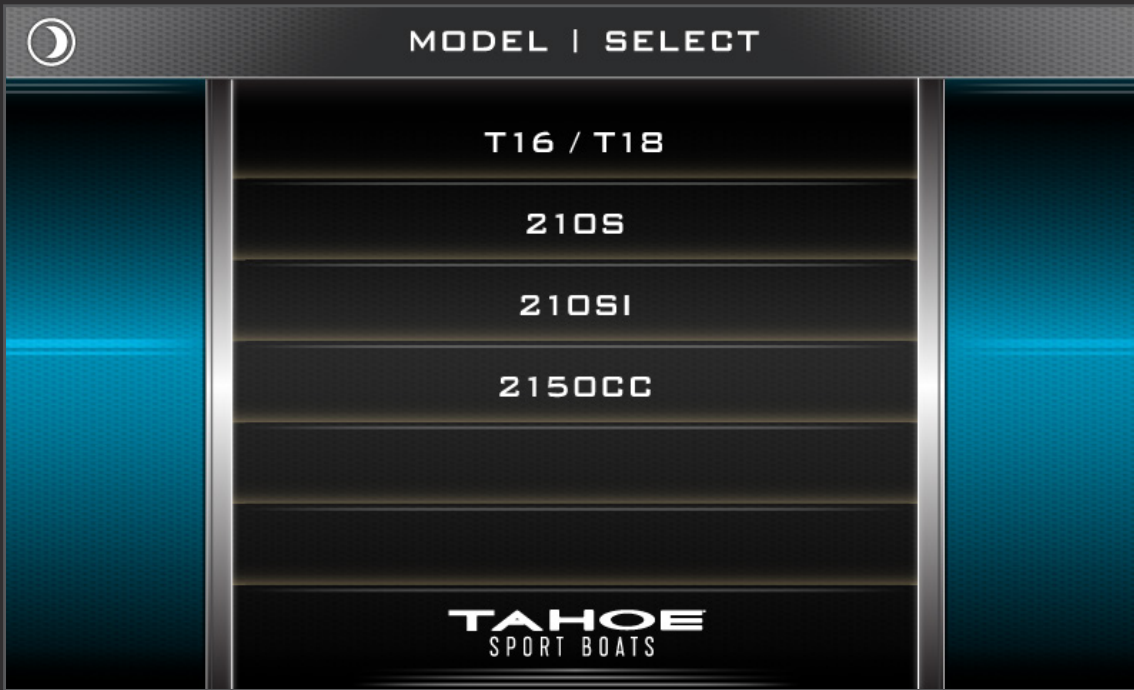 MODEL | SELECT
T16 / T18
210S
210SI
2150CC
TAHOE
SPORT BOATS